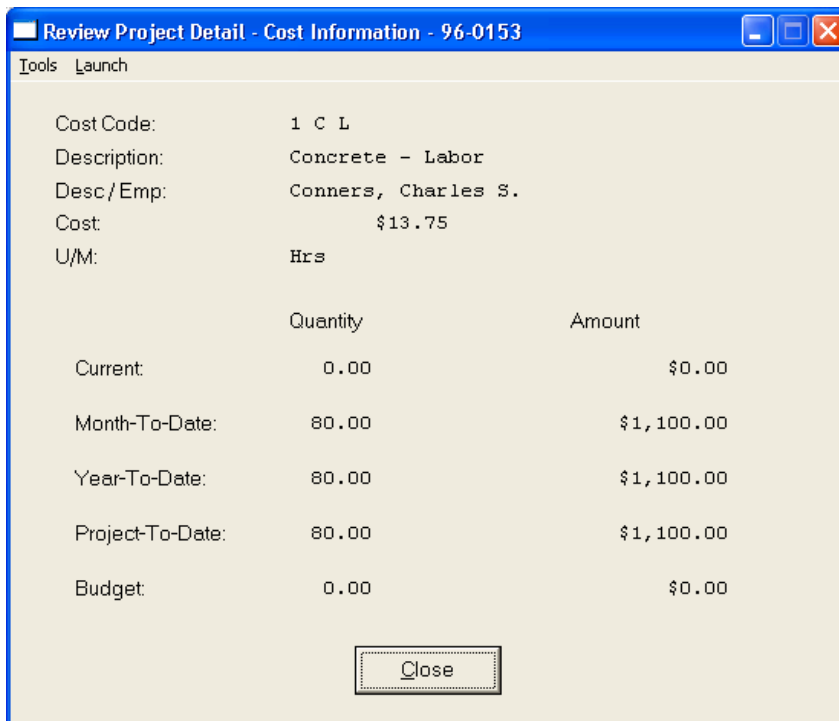 Review Project Detail - Cost Information - 96-0153
Tools Launch
Cost Code: 1 C L
Description: Concrete - Labor
Desc / Emp: Conners, Charles S.
Cost: $13.75
U/M: Hrs
Quantity Amount
Current: 0.00 $0.00
Month-To-Date: 80.00 $1,100.00
Year-To-Date: 80.00 $1,100.00
Project-To-Date: 80.00 $1,100.00
Budget: 0.00 $0.00
Close